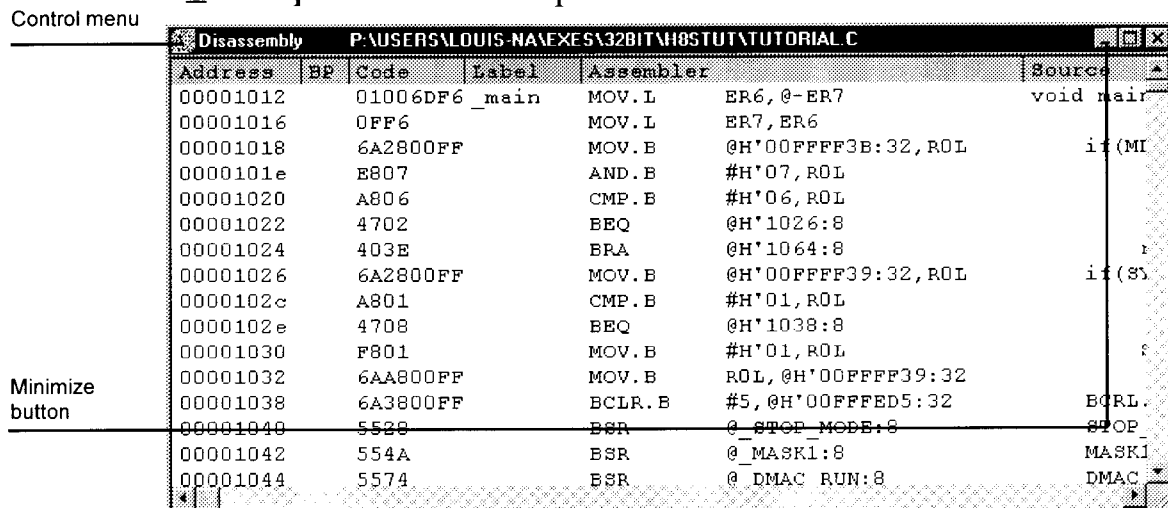 Control menu
Disassembly P:\USERS\LOUIS-NA\EXES\32BIT\H8STUT\TUTORIAL.C
Address BP Code Label Assembler Source
00001012 01006DF6 _main MOV.L ER6,@-ER7 void main
00001016 0FF6 MOV.L ER7,ER6
00001018 6A2800FF MOV.B @H'00FFFF3B:32,R0L if(MI
0000101e E807 AND.B #H'07,R0L
00001020 A806 CMP.B #H'06,R0L
00001022 4702 BEQ @H'1026:8
00001024 403E BRA @H'1064:8
00001026 6A2800FF MOV.B @H'00FFFF39:32,R0L if(SY
0000102c A801 CMP.B #H'01,R0L
0000102e 4708 BEQ @H'1038:8
00001030 F801 MOV.B #H'01,R0L
00001032 6AA800FF MOV.B R0L,@H'00FFFF39:32
Minimize
button
00001038 6A3800FF BCLR.B #5,@H'00FFFED5:32 BCRL.
00001040 5528 BSR @_STOP_MODE:8 STOP_
00001042 554A BSR @_MASK1:8 MASK1
00001044 5574 BSR @_DMAC_RUN:8 DMAC_